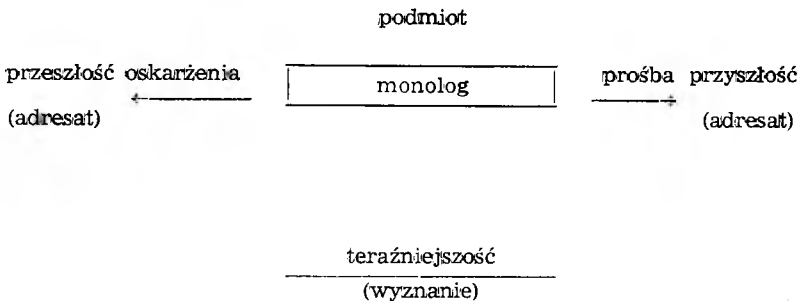 podmiot
przeszłość oskarżenia monolog prośba przyszłość
(adresat) (adresat)
teraźniejszość
(wyznanie)